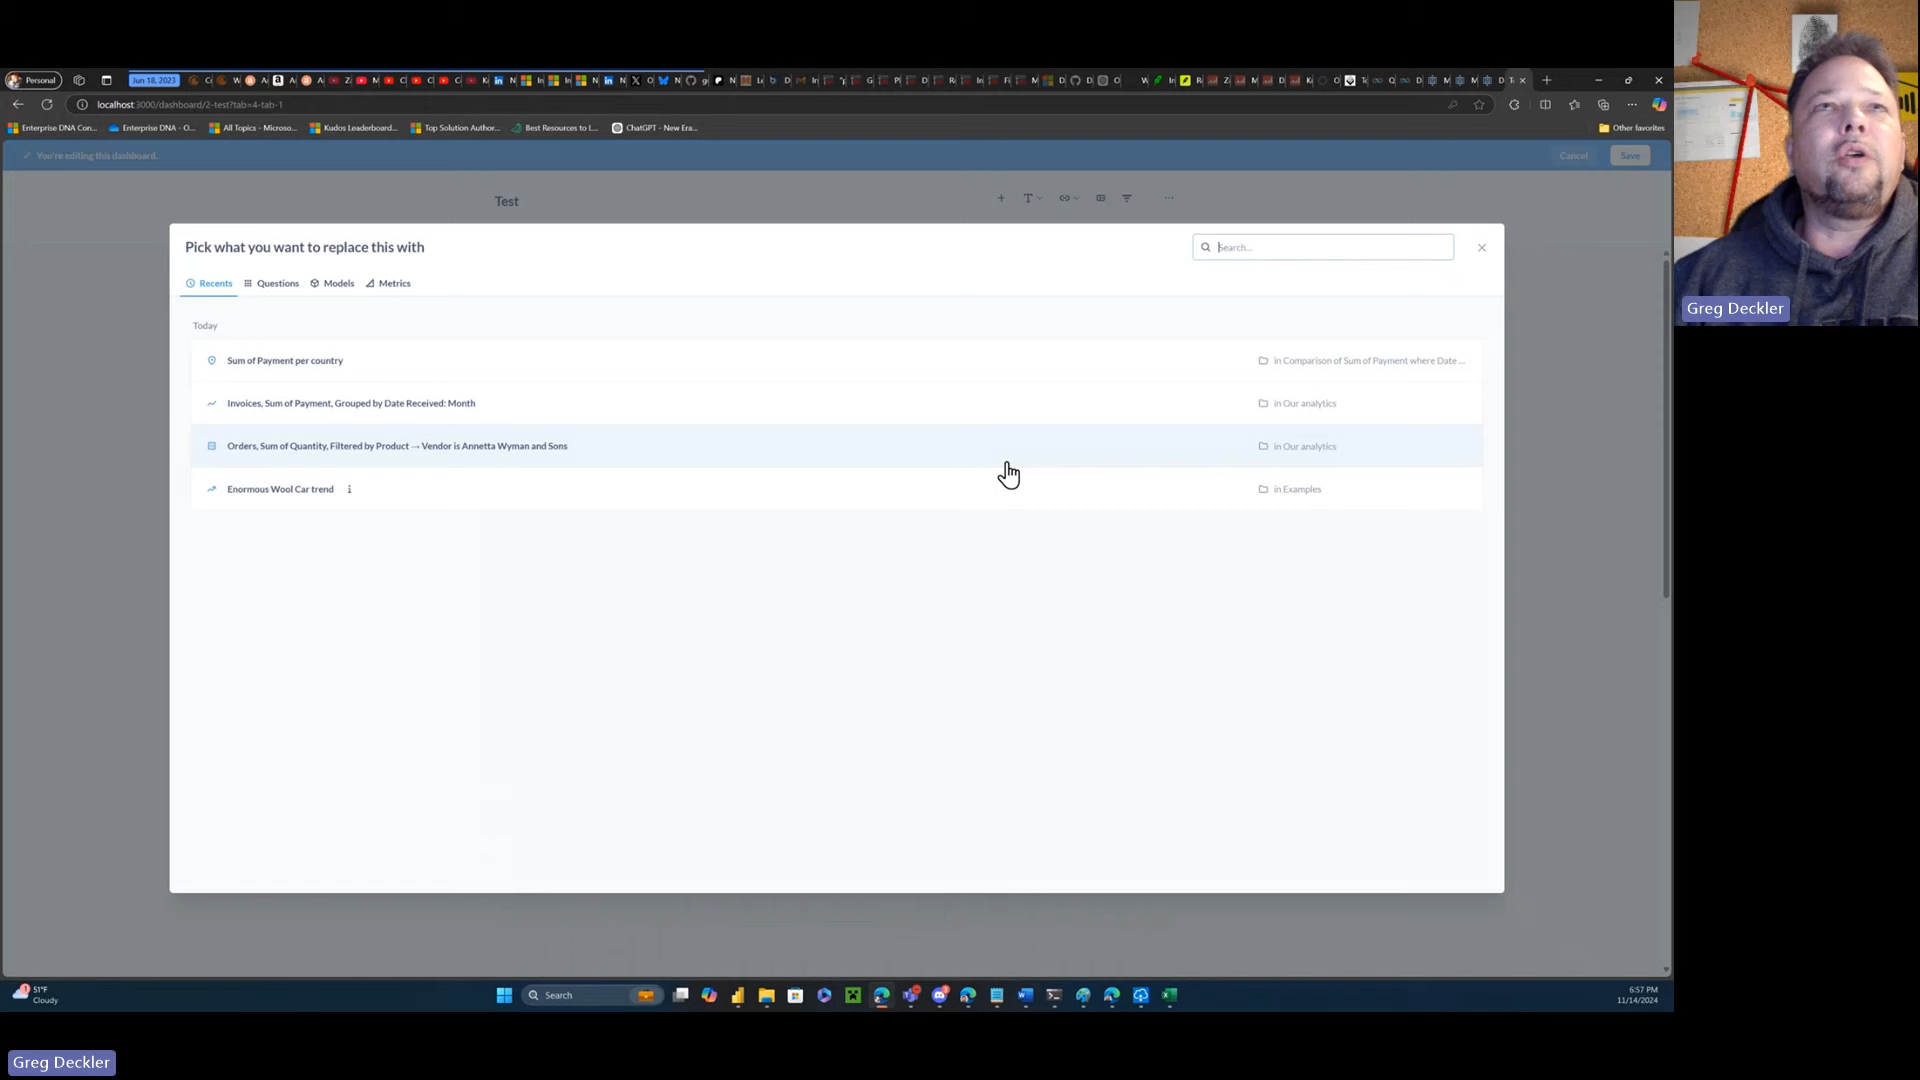 Personal
Jun 18, 2023
localhost:3000/dashboard/2-test?tab=4-tab-1
Enterprise DNA Con...
Enterprise DNA - O...
All Topics - Microso...
Kudos Leaderboard...
Top Solution Author...
Best Resources to L...
ChatGPT - New Era...
Other favorites
You're editing this dashboard.
Cancel
Save
Test
Pick what you want to replace this with
Search...
Recents
Questions
Models
Metrics
Today
Sum of Payment per country
in Comparison of Sum of Payment where Date ...
Invoices, Sum of Payment, Grouped by Date Received: Month
in Our analytics
Orders, Sum of Quantity, Filtered by Product → Vendor is Annetta Wyman and Sons
in Our analytics
Enormous Wool Car trend
in Examples
Greg Deckler
51°F
Cloudy
Search
6:57 PM
11/14/2024
Greg Deckler